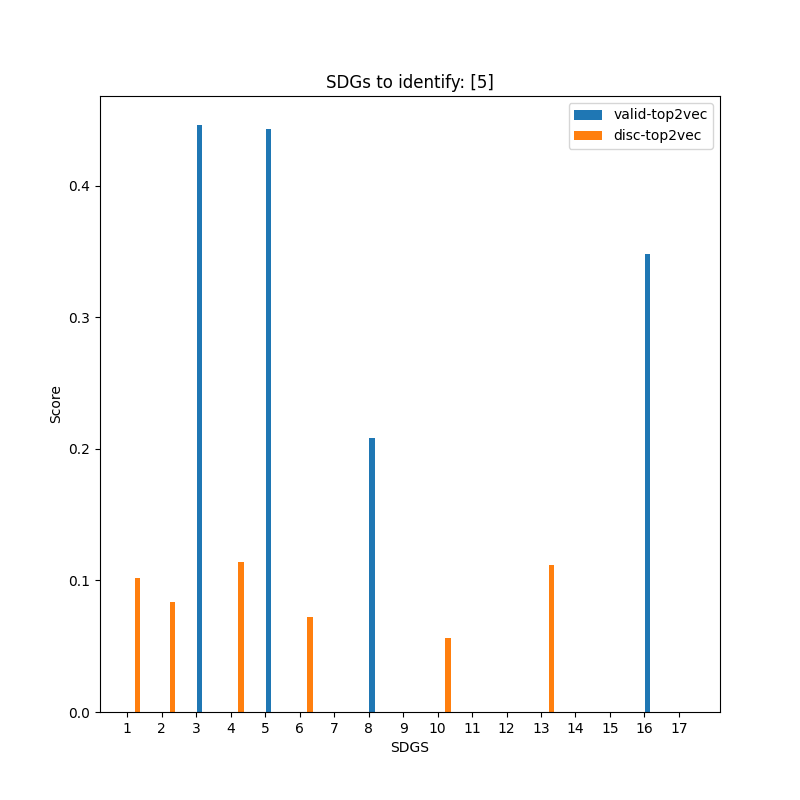 SDGs to identify: [5]
valid-top2vec
disc-top2vec
0.4
0.3
0.2
0.1
0.0
Score
1 2 3 4 5 6 7 8 9 10 11 12 13 14 15 16 17
SDGS